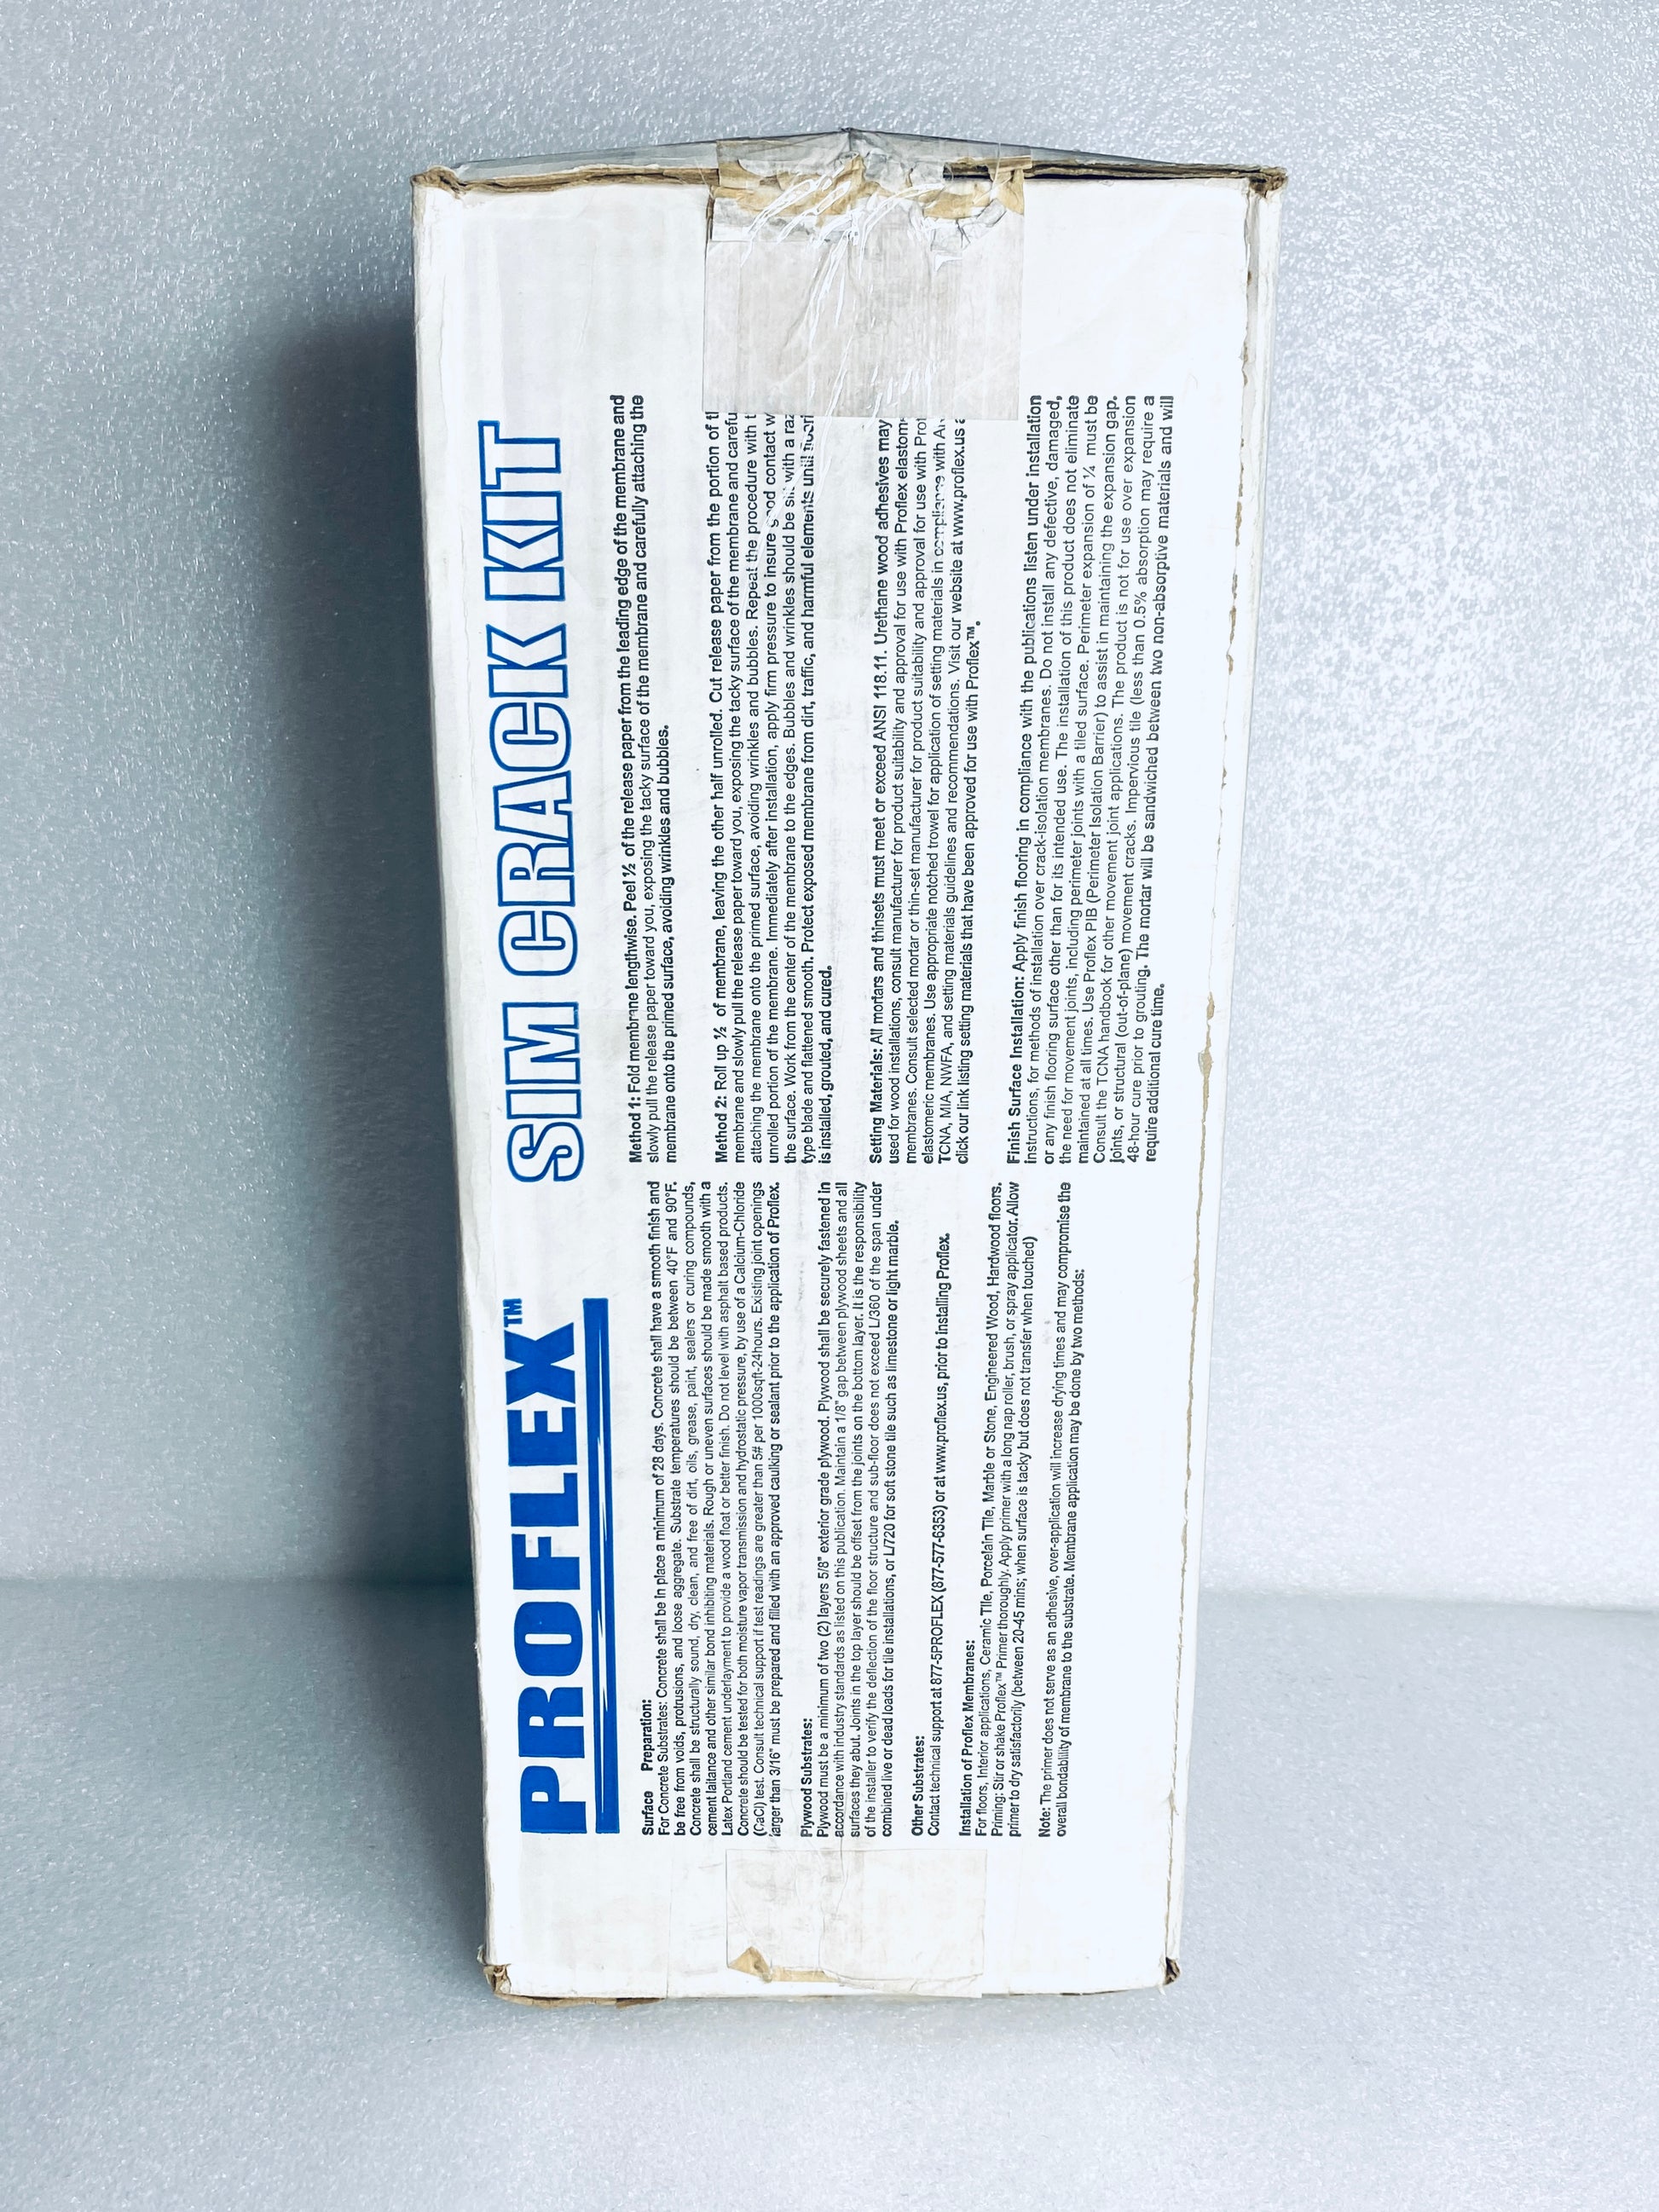 PROFLEX™ SIM CRACK KIT
Surface Preparation:
For Concrete Substrates: Concrete shall be in place a minimum of 28 days. Concrete shall have a smooth finish and
be free from voids, protrusions, and loose aggregate. Substrate temperatures should be between 40°F and 90°F.
Concrete shall be structurally sound, dry, clean, and free of dirt, oils, grease, paint, sealers or curing compounds,
cement laitance and other similar bond inhibiting materials. Rough or uneven surfaces should be made smooth with a
Latex Portland cement underlayment to provide a wood float or better finish. Do not level with asphalt based products.
Concrete should be tested for both moisture vapor transmission and hydrostatic pressure, by use of a Calcium-Chloride
(CaCl) test. Consult technical support if test readings are greater than 5# per 1000sqft-24hours. Existing joint openings
larger than 3/16" must be prepared and filled with an approved caulking or sealant prior to the application of Proflex.
Plywood Substrates:
Plywood must be a minimum of two (2) layers 5/8" exterior grade plywood. Plywood shall be securely fastened in
accordance with industry standards as listed on this publication. Maintain a 1/8" gap between plywood sheets and all
surfaces they abut. Joints in the top layer should be offset from the joints on the bottom layer. It is the responsibility
of the installer to verify the deflection of the floor structure and sub-floor does not exceed L/360 of the span under
combined live or dead loads for tile installations, or L/720 for soft stone tile such as limestone or light marble.
Other Substrates:
Contact technical support at 877-5PROFLEX (877-577-6353) or at www.proflex.us, prior to installing Proflex.
Installation of Proflex Membranes:
For floors, Interior applications, Ceramic Tile, Porcelain Tile, Marble or Stone, Engineered Wood, Hardwood floors.
Priming: Stir or shake Proflex™ Primer thoroughly. Apply primer with a long nap roller, brush, or spray applicator. Allow
primer to dry satisfactorily (between 20-45 mins; when surface is tacky but does not transfer when touched)
Note: The primer does not serve as an adhesive, over-application will increase drying times and may compromise the
overall bondability of membrane to the substrate. Membrane application may be done by two methods:
Method 1: Fold membrane lengthwise. Peel ½ of the release paper from the leading edge of the membrane and
slowly pull the release paper toward you, exposing the tacky surface of the membrane and carefully attaching the
membrane onto the primed surface, avoiding wrinkles and bubbles.
Method 2: Roll up ½ of membrane, leaving the other half unrolled. Cut release paper from the portion of
membrane and slowly pull the release paper toward you, exposing the tacky surface of the membrane and
attaching the membrane onto the primed surface, avoiding wrinkles and bubbles. Repeat the procedure with
unrolled portion of the membrane. Immediately after installation, apply firm pressure to insure good contact
the surface. Work from the center of the membrane to the edges. Bubbles and wrinkles should be slit with a
type blade and flattened smooth. Protect exposed membrane from dirt, traffic, and harmful elements until
is installed, grouted, and cured.
Setting Materials: All mortars and thinsets must meet or exceed ANSI 118.11. Urethane wood adhesives may
used for wood installations, consult manufacturer for product suitability and approval for use with Proflex elastom-
membranes. Consult selected mortar or thin-set manufacturer for product suitability and approval for use with
elastomeric membranes. Use appropriate notched trowel for application of setting materials in compliance with
TCNA, MIA, NWFA, and setting materials guidelines and recommendations. Visit our website at www.proflex.us
click our link listing setting materials that have been approved for use with Proflex™.
Finish Surface Installation: Apply finish flooring in compliance with the publications listen under installation
instructions, for methods of installation over crack-isolation membranes. Do not install any defective, damaged,
or any finish flooring surface other than for its intended use. The installation of this product does not eliminate
the need for movement joints, including perimeter joints with a tiled surface. Perimeter expansion of ¼ must be
maintained at all times. Use Proflex PIB (Perimeter Isolation Barrier) to assist in maintaining the expansion gap.
Consult the TCNA handbook for other movement joint applications. The product is not for use over expansion
joints, or structural (out-of-plane) movement cracks. Impervious tile (less than 0.5% absorption may require a
48-hour cure prior to grouting. The mortar will be sandwiched between two non-absorptive materials and will
require additional cure time.